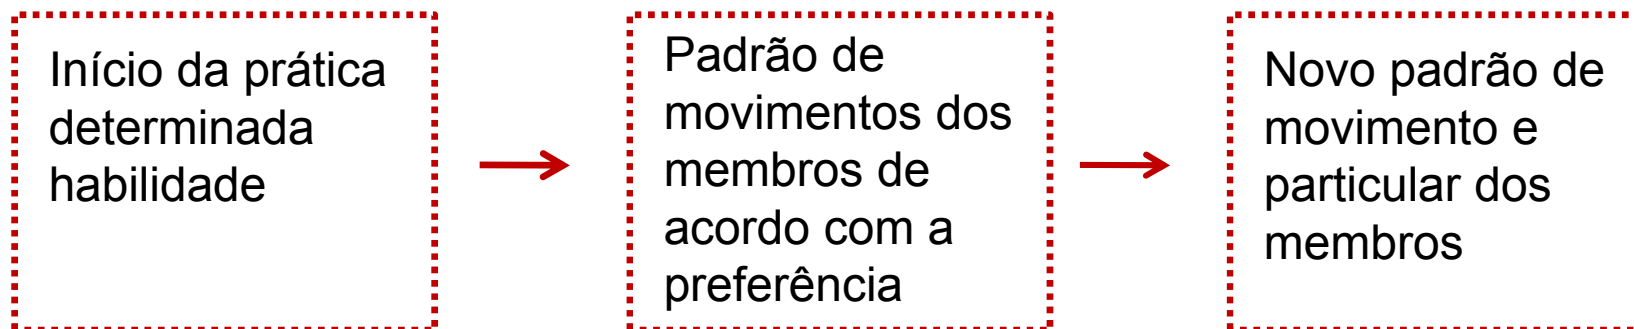 Início da prática
determinada
habilidade
Padrão de
movimentos dos
membros de
acordo com a
preferência
Novo padrão de
movimento e
particular dos
membros